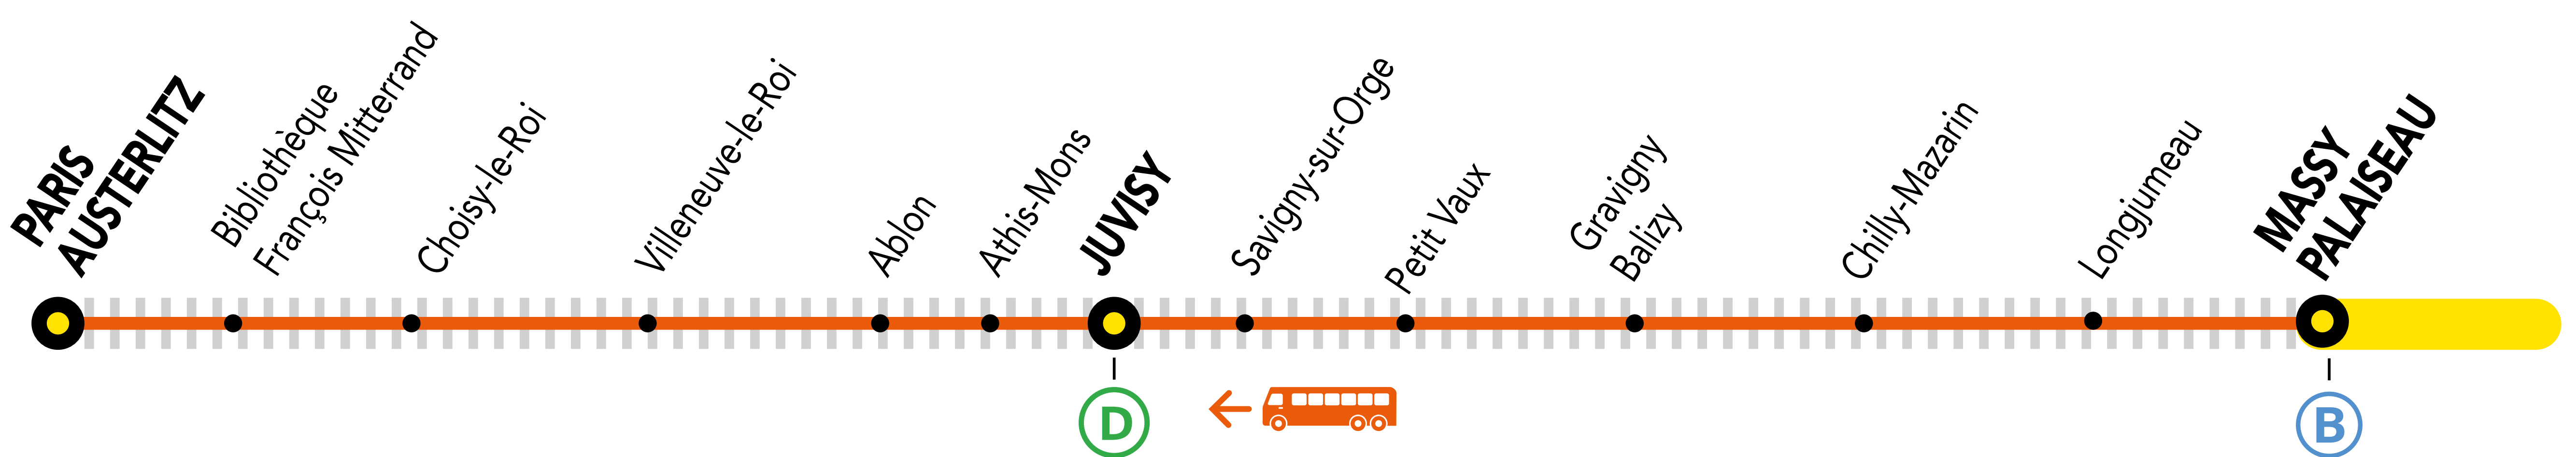 PARIS
AUSTERLITZ
Bibliothèque
François Mitterrand
Choisy-le-Roi
Villeneuve-le-Roi
Ablon
Athis-Mons
JUVISY
Savigny-sur-Orge
Petit Vaux
Gravigny
Balizy
Chilly-Mazarin
Longjumeau
MASSY
PALAISEAU
D
B